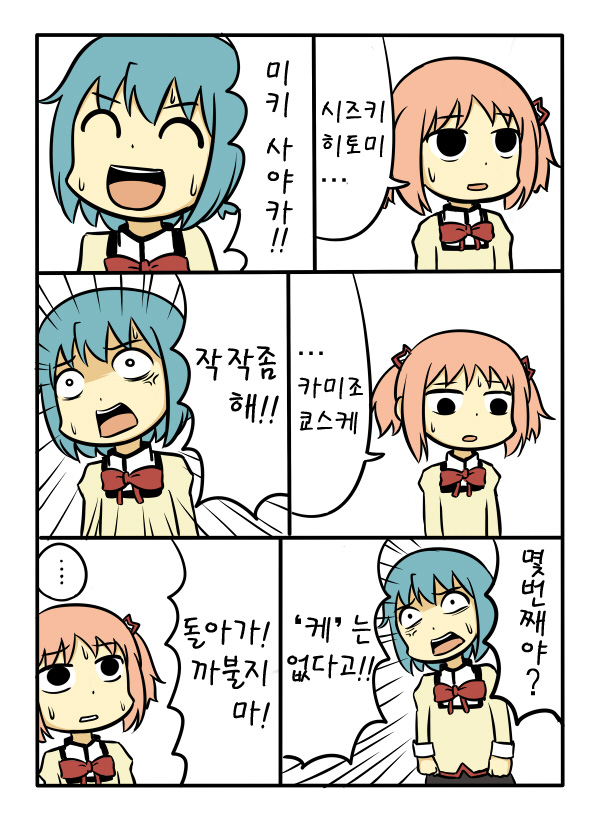 시즈키
히토미
...
미키 사야카!!
...
카미조
쿄스케
작작좀
해!!
몇번째야?
'케'는
없다고!!
돌아가!
까불지
마!
....